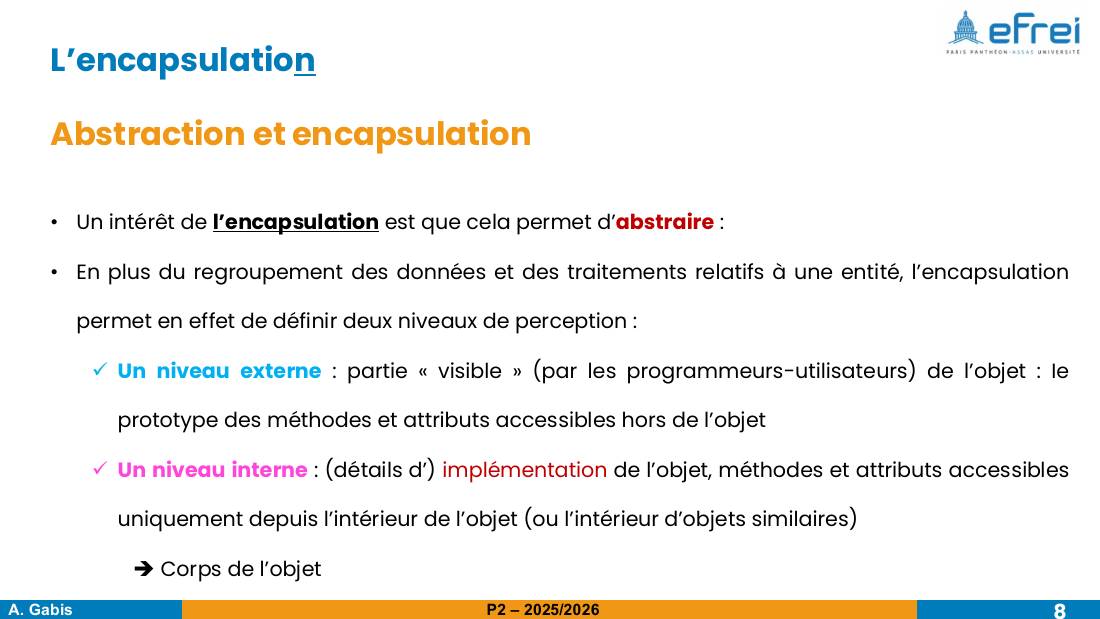 efrei
PARIS PANTHÉON-ASSAS UNIVERSITÉ
L’encapsulation
Abstraction et encapsulation
• Un intérêt de l’encapsulation est que cela permet d’abstraire :
• En plus du regroupement des données et des traitements relatifs à une entité, l’encapsulation
permet en effet de définir deux niveaux de perception :
✓ Un niveau externe : partie « visible » (par les programmeurs-utilisateurs) de l’objet : le
prototype des méthodes et attributs accessibles hors de l’objet
✓ Un niveau interne : (détails d’) implémentation de l’objet, méthodes et attributs accessibles
uniquement depuis l’intérieur de l’objet (ou l’intérieur d’objets similaires)
➔ Corps de l’objet
A. Gabis
P2 – 2025/2026
8